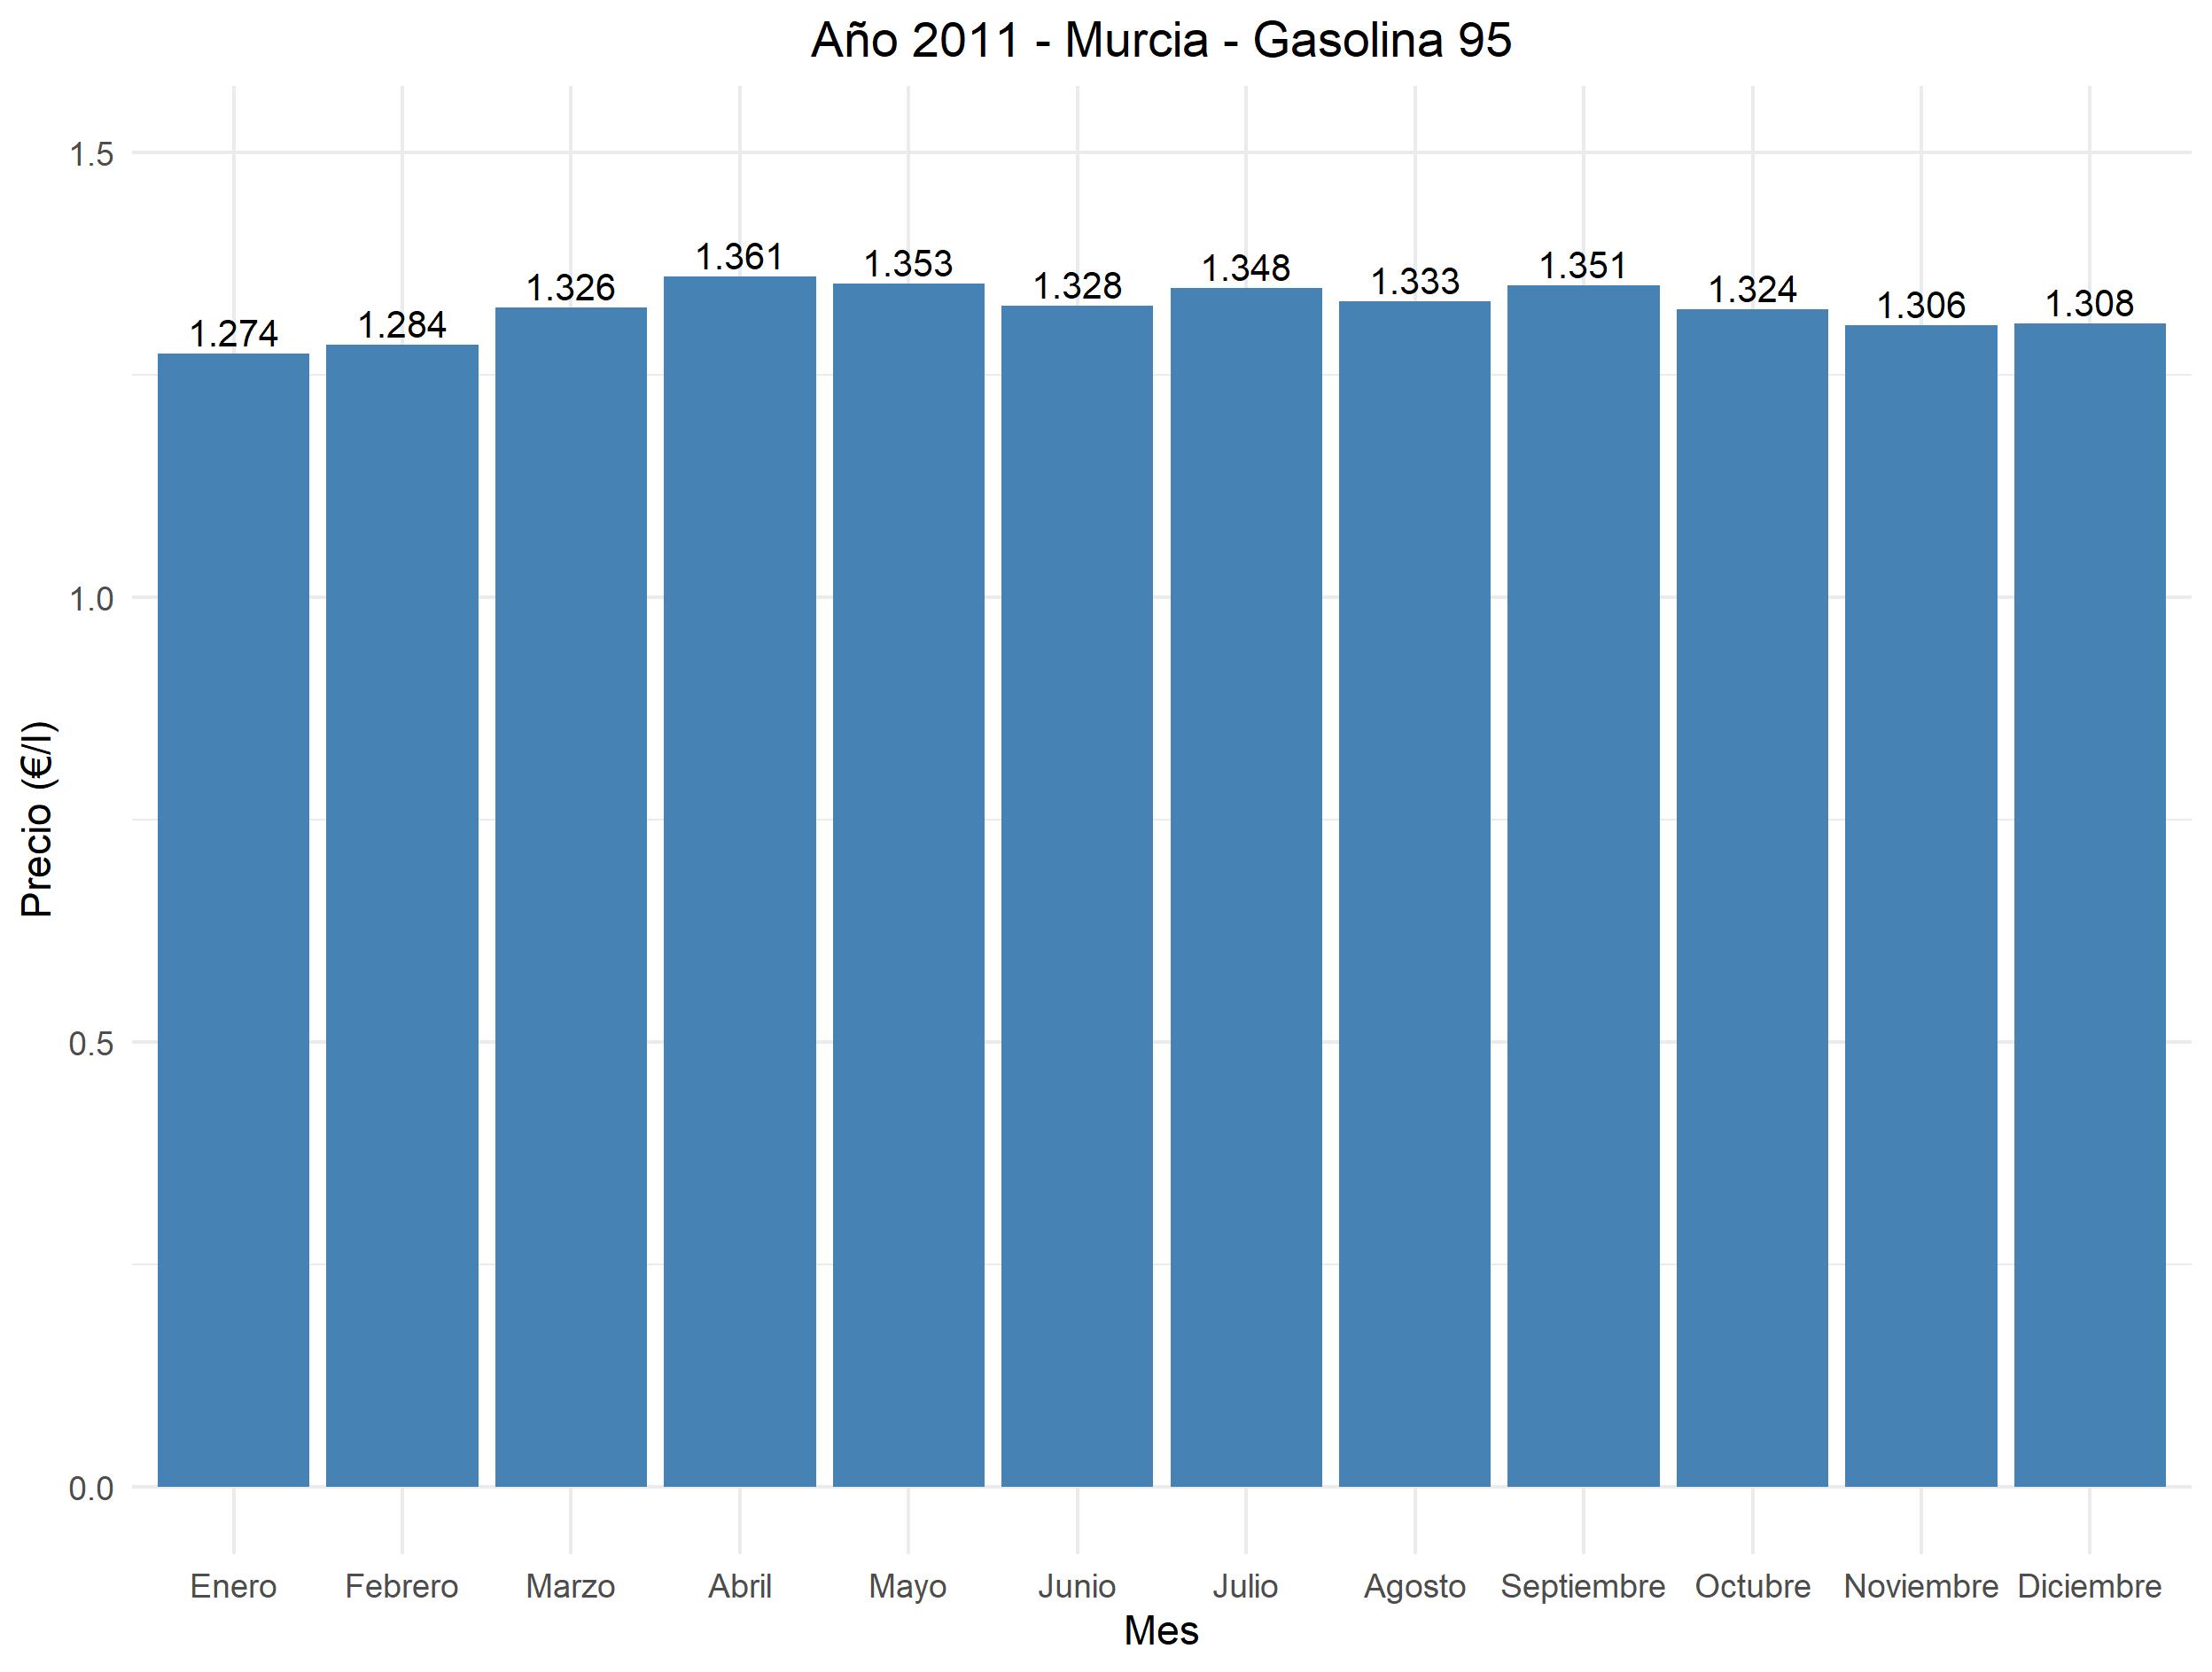 Año 2011 - Murcia - Gasolina 95
Precio (€/l)
1.5
1.0
0.5
0.0
1.274
1.284
1.326
1.361
1.353
1.328
1.348
1.333
1.351
1.324
1.306
1.308
Enero
Febrero
Marzo
Abril
Mayo
Junio
Julio
Agosto
Septiembre
Octubre
Noviembre
Diciembre
Mes